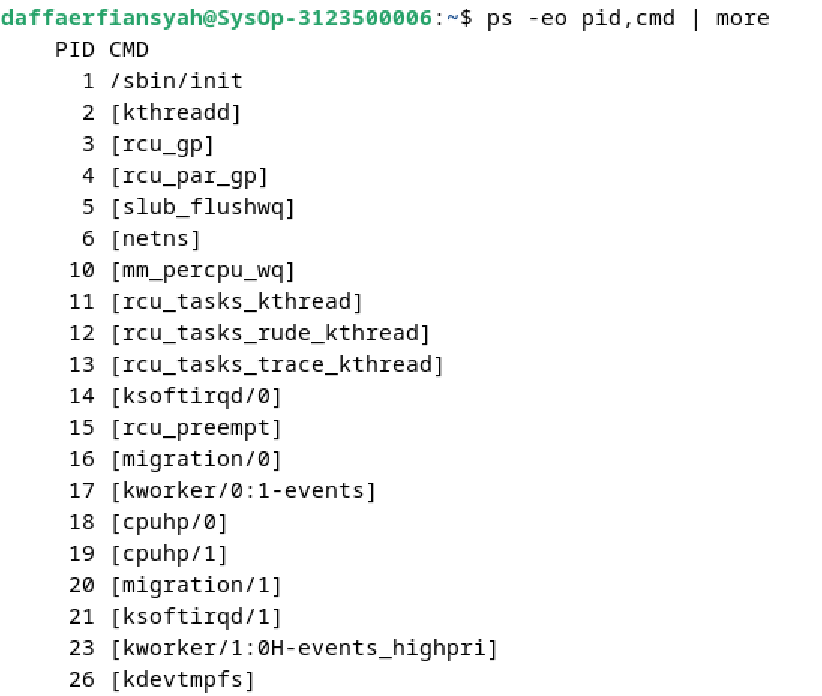 daffaerfiansyah@SysOp-3123500006:~$ ps -eo pid,cmd | more
PID CMD
1 /sbin/init
2 [kthreadd]
3 [rcu_gp]
4 [rcu_par_gp]
5 [slub_flushwq]
6 [netns]
10 [mm_percpu_wq]
11 [rcu_tasks_kthread]
12 [rcu_tasks_rude_kthread]
13 [rcu_tasks_trace_kthread]
14 [ksoftirqd/0]
15 [rcu_preempt]
16 [migration/0]
17 [kworker/0:1-events]
18 [cpuhp/0]
19 [cpuhp/1]
20 [migration/1]
21 [ksoftirqd/1]
23 [kworker/1:0H-events_highpri]
26 [kdevtmpfs]